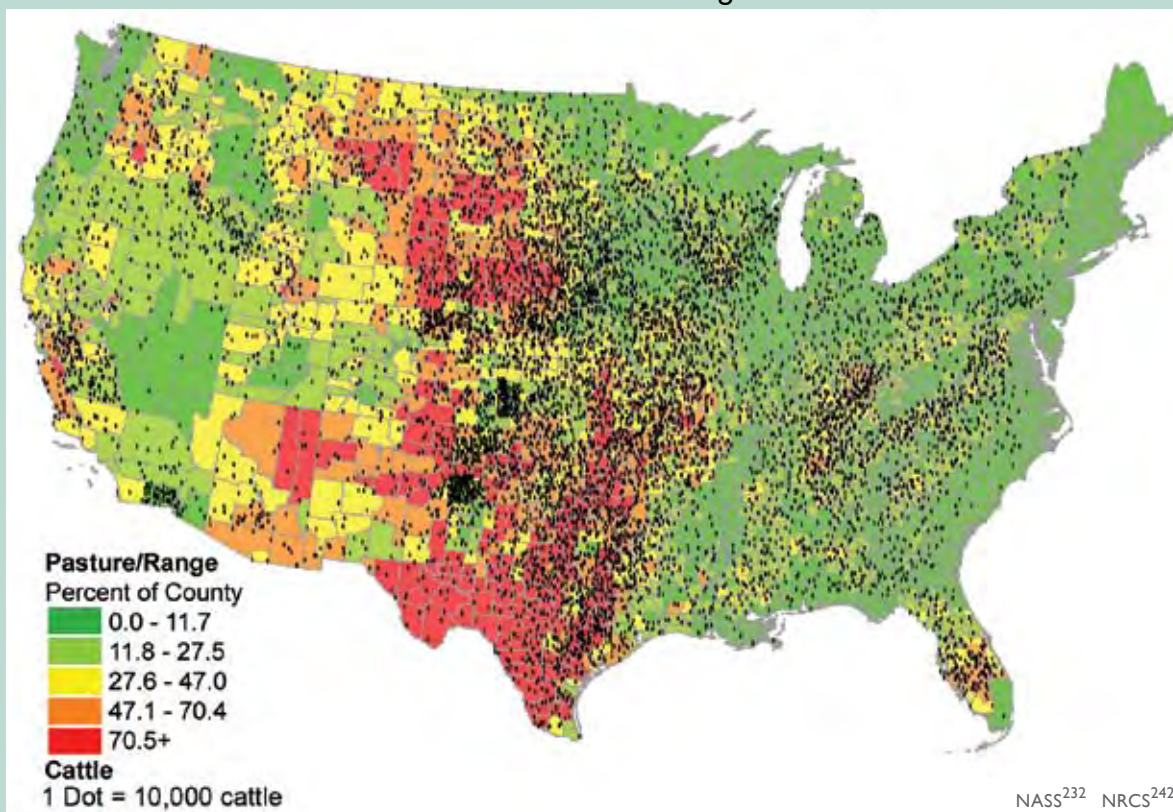 Pasture/Range
Percent of County
0.0 - 11.7
11.8 - 27.5
27.6 - 47.0
47.1 - 70.4
70.5+
Cattle
1 Dot = 10,000 cattle
NASS232 NRCS242